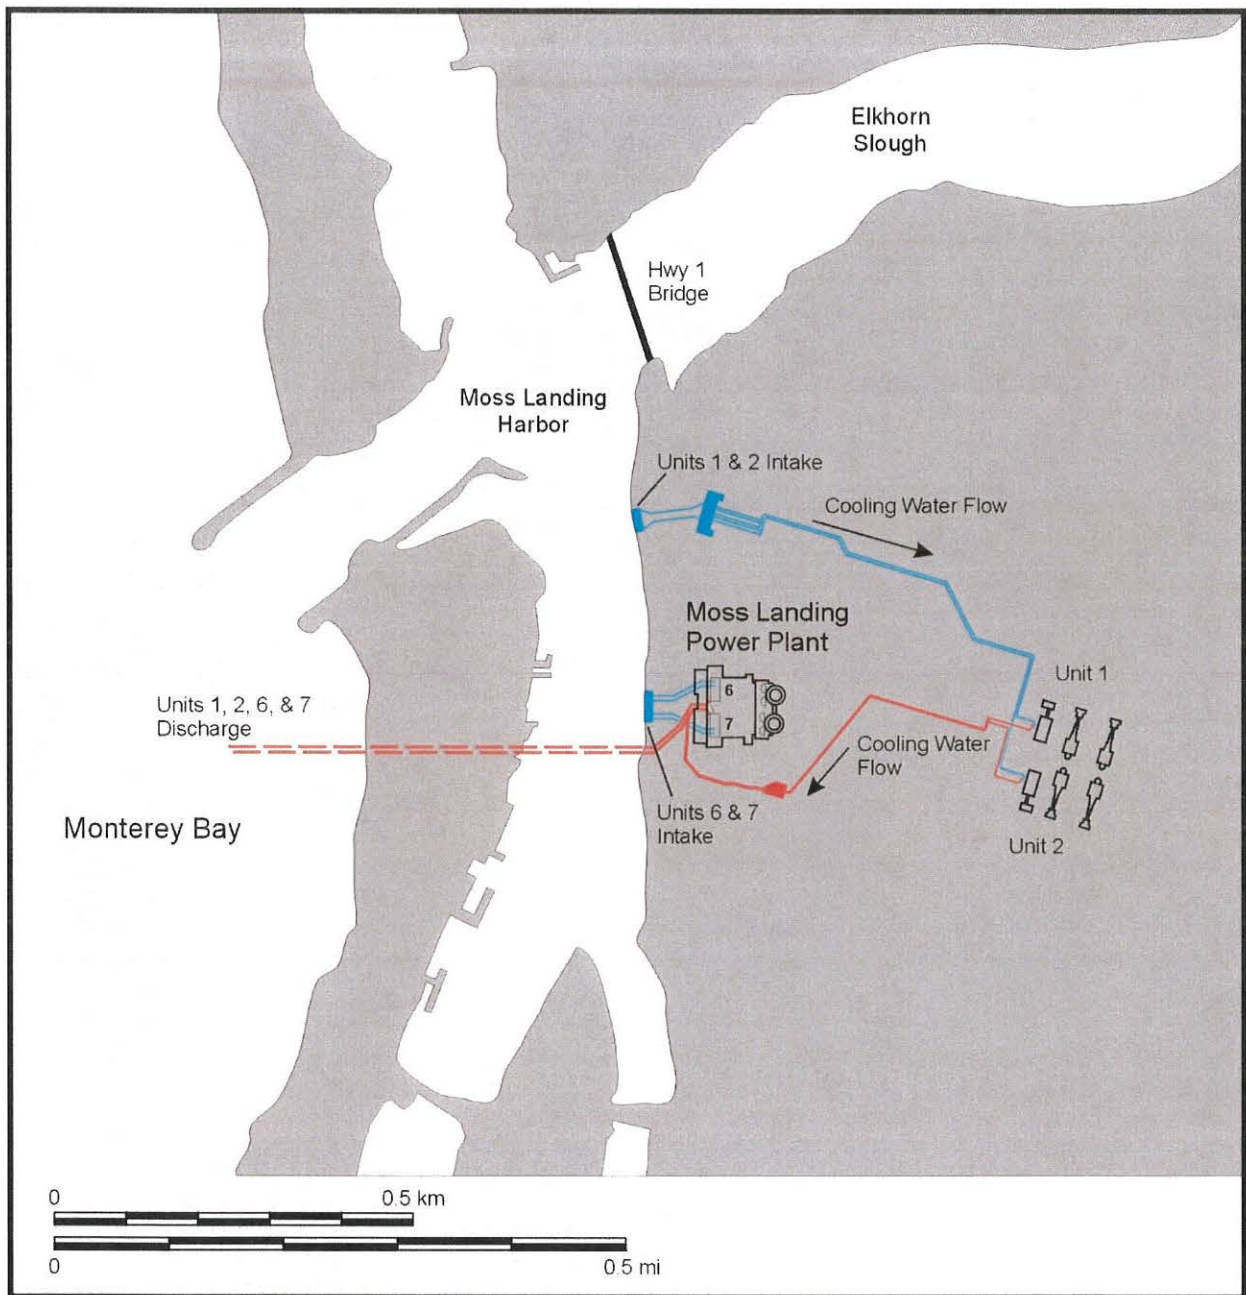 Elkhorn
Slough
Hwy 1
Bridge
Moss Landing
Harbor
Units 1 & 2 Intake
Cooling Water Flow
Moss Landing
Power Plant
6
7
Unit 1
Units 1, 2, 6, & 7
Discharge
Cooling Water
Flow
Units 6 & 7
Intake
Monterey Bay
Unit 2
0
0.5 km
0
0.5 mi